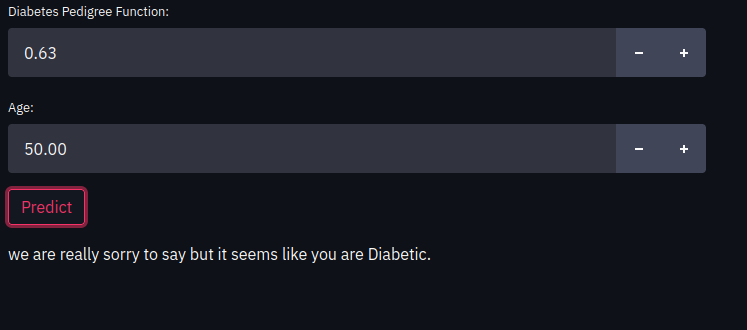 Diabetes Pedigree Function:
0.63 − +
Age:
50.00 − +
Predict
we are really sorry to say but it seems like you are Diabetic.